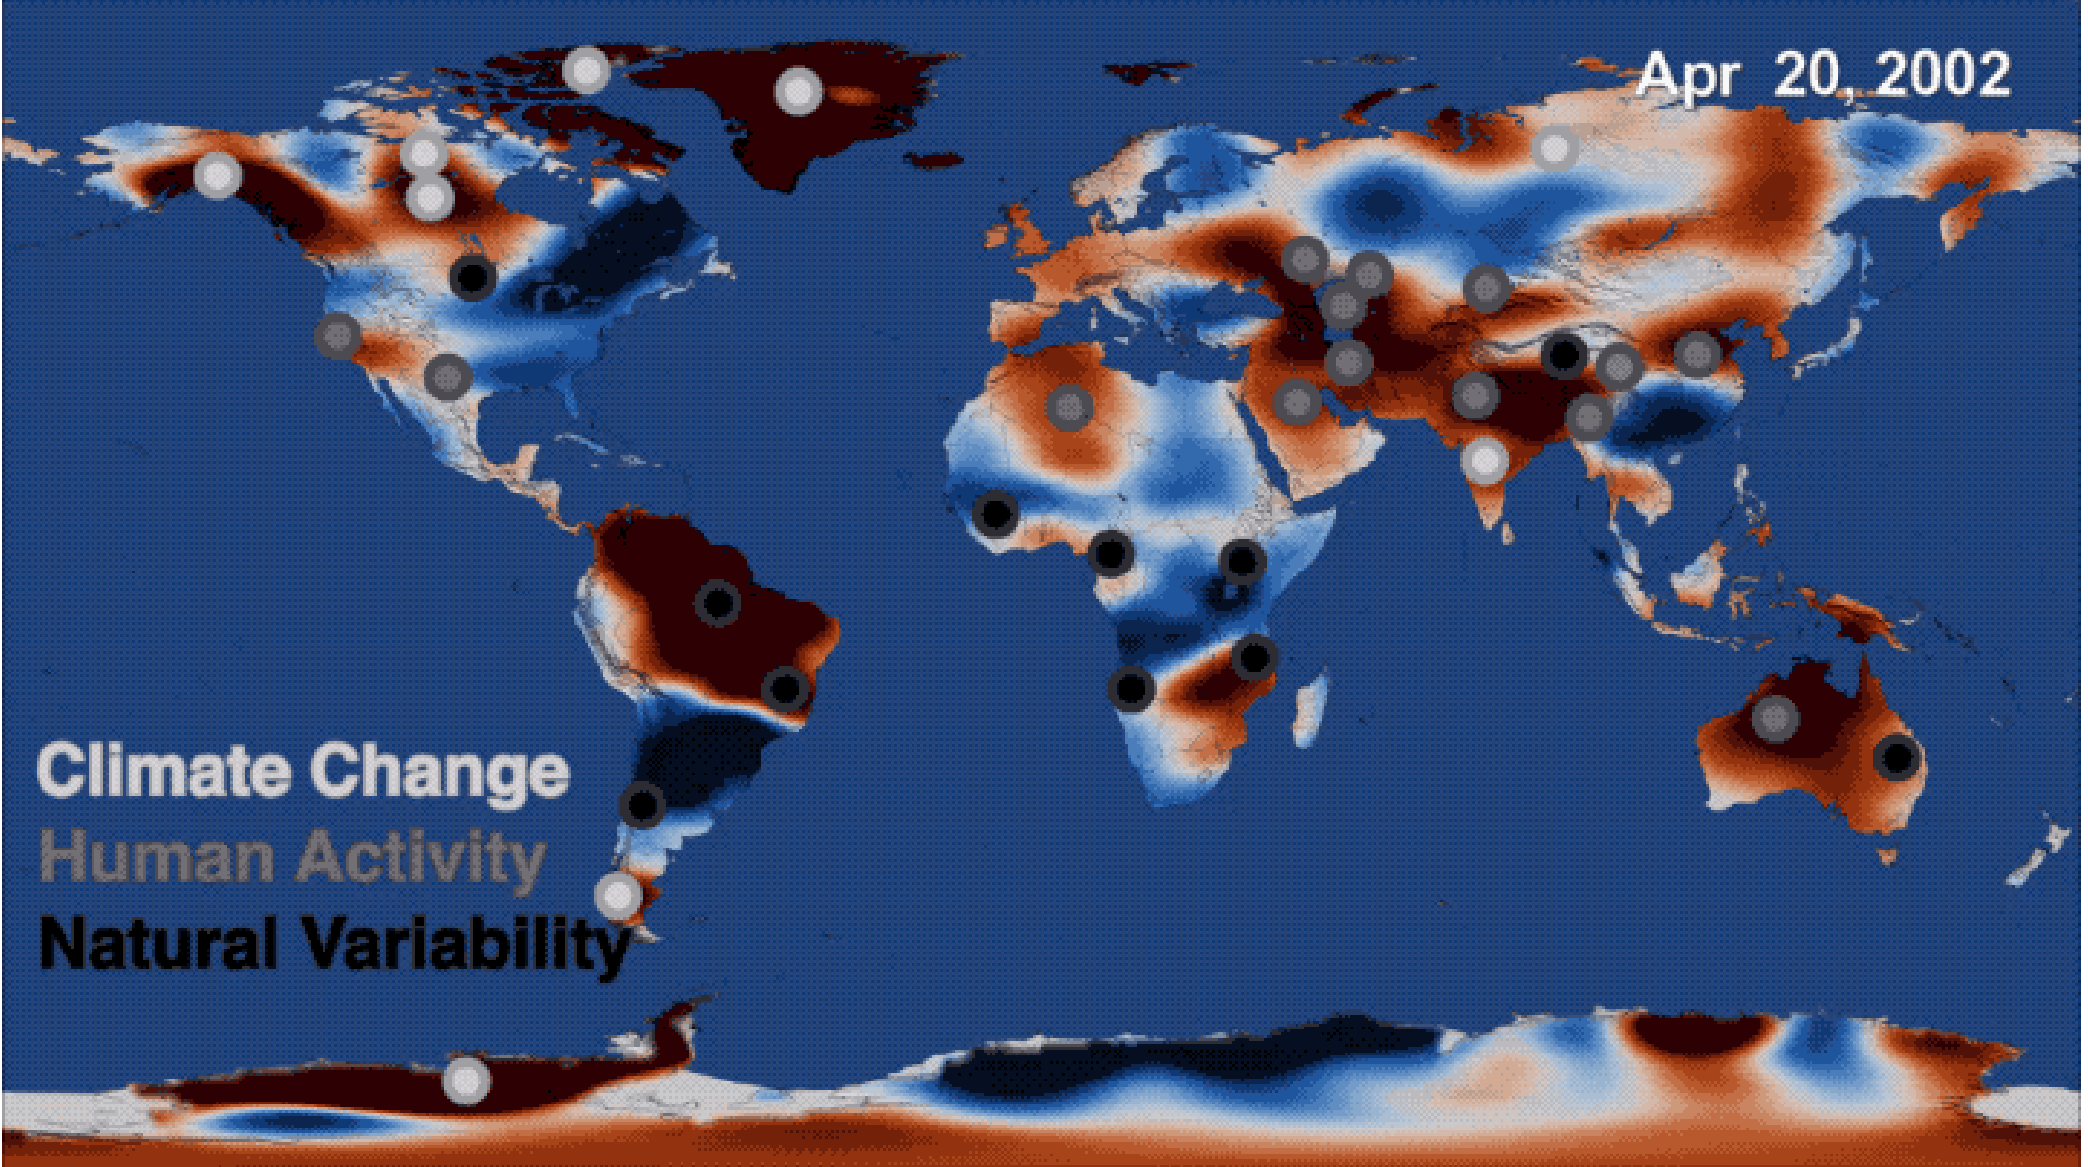 Apr 20, 2002
Climate Change
Human Activity
Natural Variability